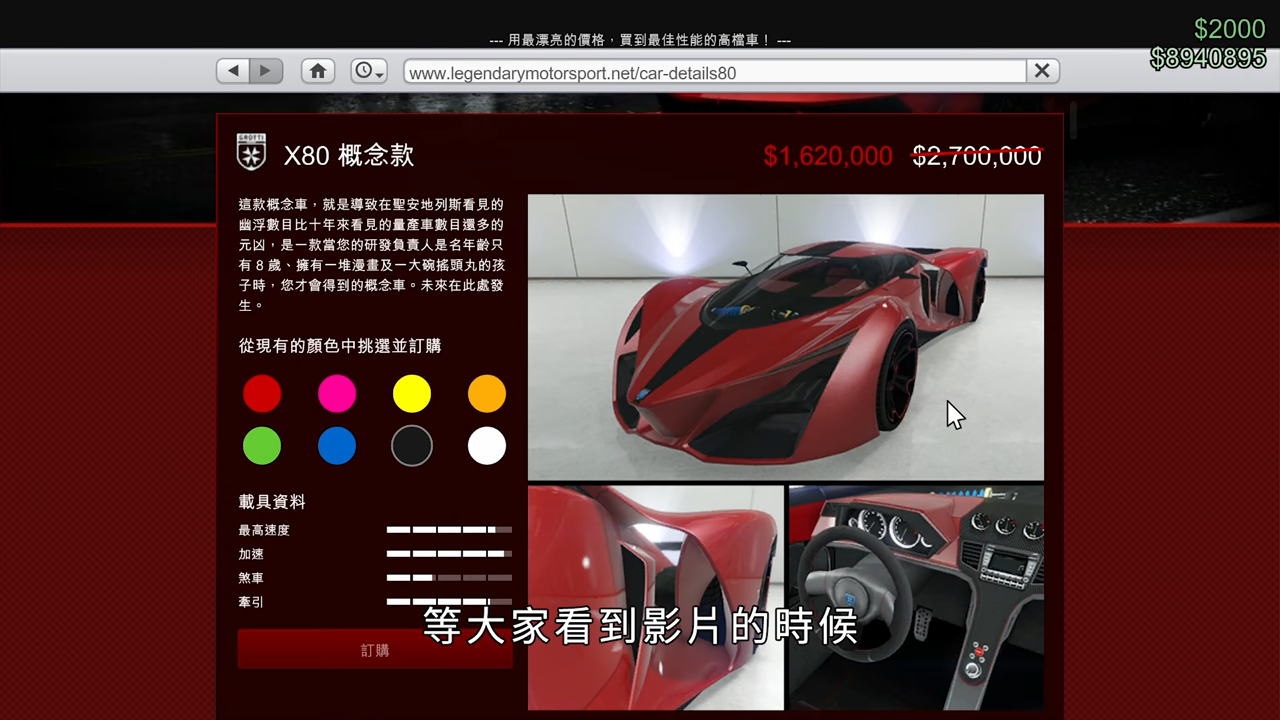 --- 用最漂亮的價格，買到最佳性能的高檔車！ ---
$2000
$8940895
www.legendarymotorsport.net/car-details80
GROTTI
X80 概念款
$1,620,000 $2,700,000
這款概念車，就是導致在聖安地列斯看見的
幽浮數目比十年來看見的量產車數目還多的
元凶，是一款當您的研發負責人是名年齡只
有 8 歲、擁有一堆漫畫及一大碗搖頭丸的孩
子時，您才會得到的概念車。未來在此處發
生。
從現有的顏色中挑選並訂購
載具資料
最高速度
加速
煞車
牽引
訂購
等大家看到影片的時候